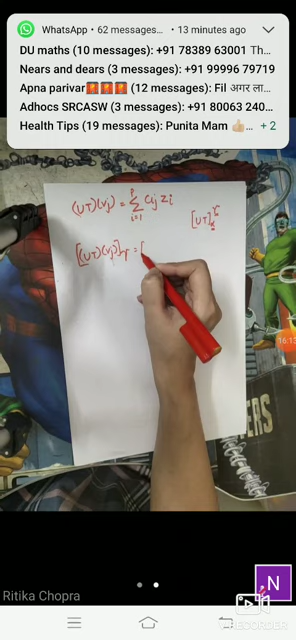 WhatsApp • 62 messages... • 13 minutes ago
DU maths (10 messages): +91 78389 63001 Th...
Nears and dears (3 messages): +91 99996 79719
Apna parivar🎇🎇🎇 (12 messages): Fil अगर ला...
Adhocs SRCASW (3 messages): +91 80063 240...
Health Tips (19 messages): Punita Mam 👍🏻... + 2
(UT)(vj) = p∑i=1 Cij zi
[UT]γα
[(UT)(vj)]γ = [
Ritika Chopra
N